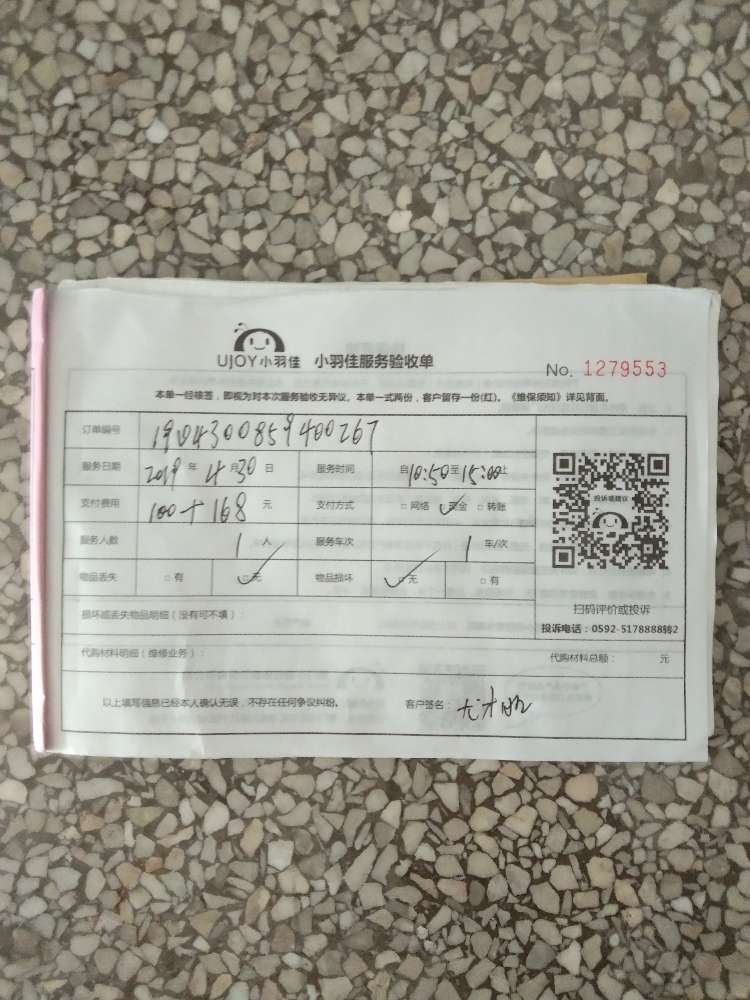 UJOY小羽佳 小羽佳服务验收单
No. 1279553
本单一经核签，即视为对本次服务验收无异议。本单一式两份，客户留存一份(红)。《维保须知》详见背面。
订单编号 1904300859400267
服务日期 2019 年 4 月 30 日 服务时间 自10:50至15:00止
支付费用 100+168 元 支付方式 □网络 ✓现金 □转账
服务人数 1 人 服务车次 1 车/次
物品丢失 □有 ✓无 物品损坏 ✓无 □有
投诉或建议
扫码评价或投诉
投诉电话：0592-5178888转2
损坏或丢失物品明细（没有可不填）：
代购材料明细（维修业务）： 代购材料总额： 元
以上填写信息已经本人确认无误，不存在任何争议纠纷。 客户签名：